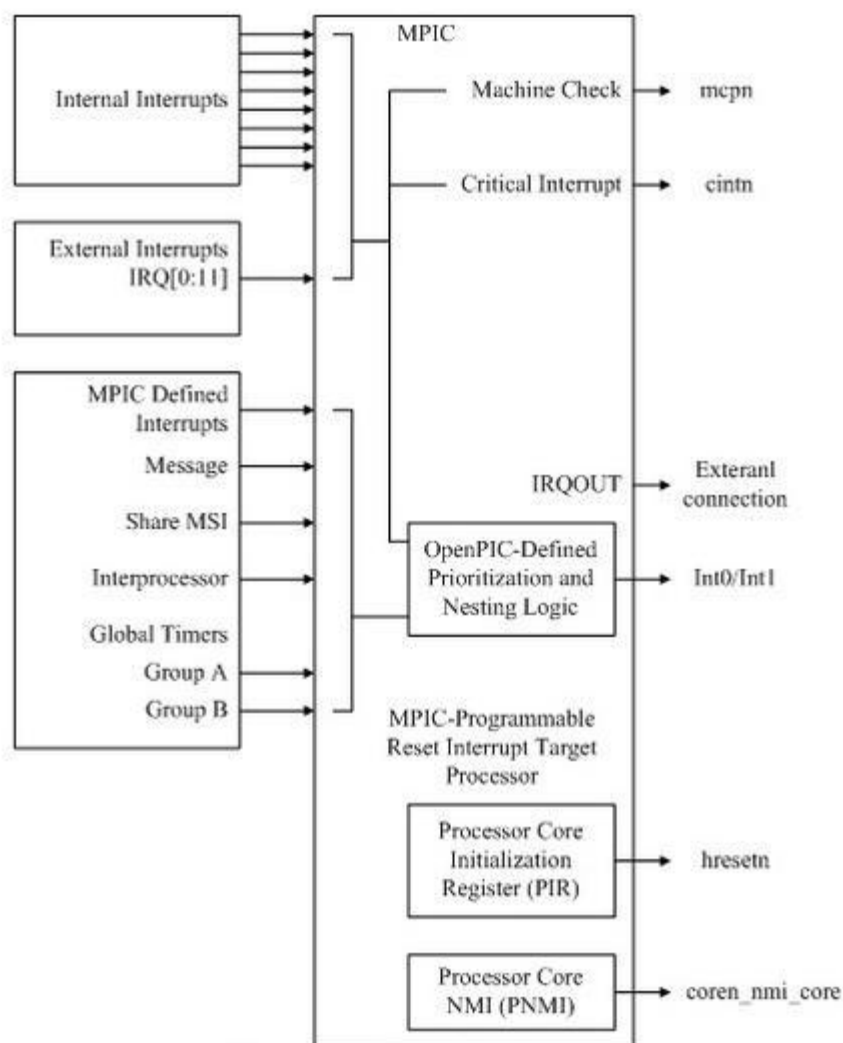 MPIC
Internal Interrupts
Machine Check
mcpn
Critical Interrupt
cintn
External Interrupts
IRQ[0:11]
MPIC Defined
Interrupts
Message
Share MSI
Interprocessor
Global Timers
Group A
Group B
IRQOUT
Exteranl
connection
OpenPIC-Defined
Prioritization and
Nesting Logic
Int0/Int1
MPIC-Programmable
Reset Interrupt Target
Processor
Processor Core
Initialization
Register (PIR)
hresetn
Processor Core
NMI (PNMI)
coren_nmi_core